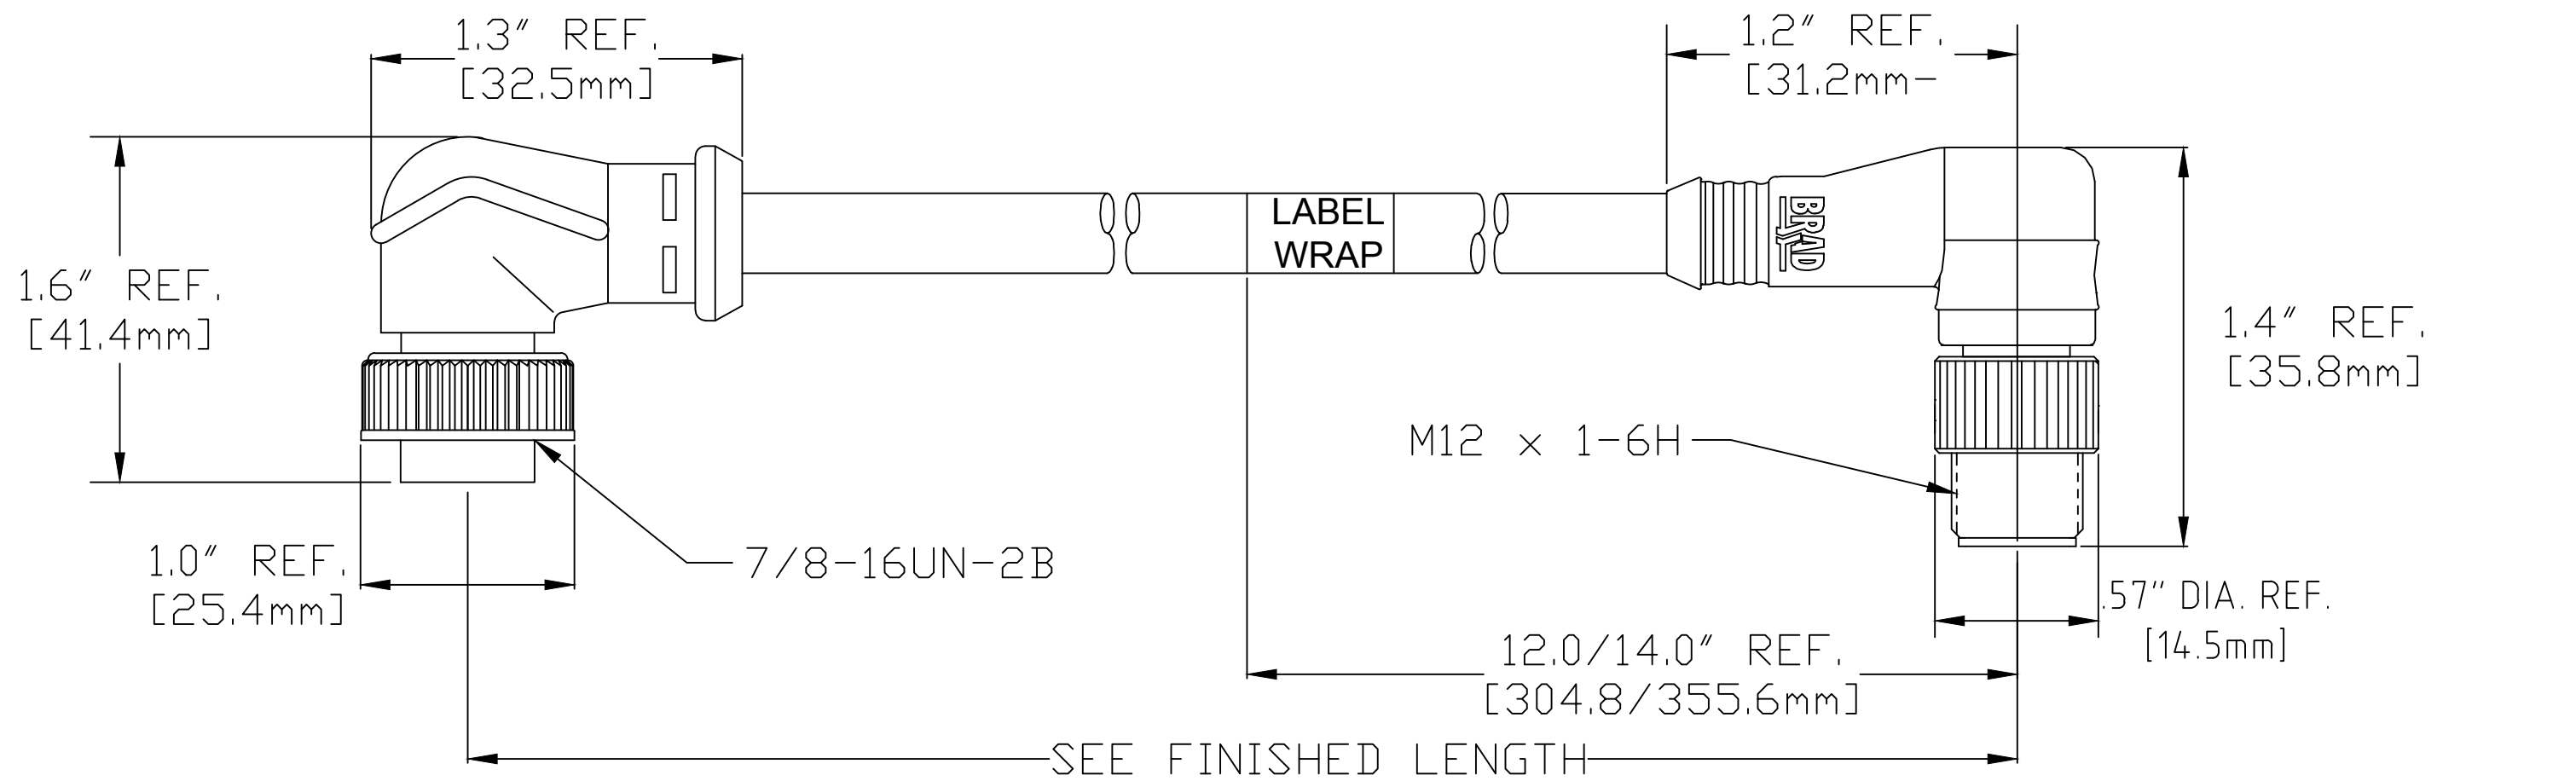 1.3" REF.
[32.5mm]
1.2" REF.
[31.2mm-
LABEL
WRAP
BRAD
1.6" REF.
[41.4mm]
1.4" REF.
[35.8mm]
M12 x 1-6H
7/8-16UN-2B
1.0" REF.
[25.4mm]
.57" DIA. REF.
[14.5mm]
12.0/14.0" REF.
[304.8/355.6mm]
SEE FINISHED LENGTH